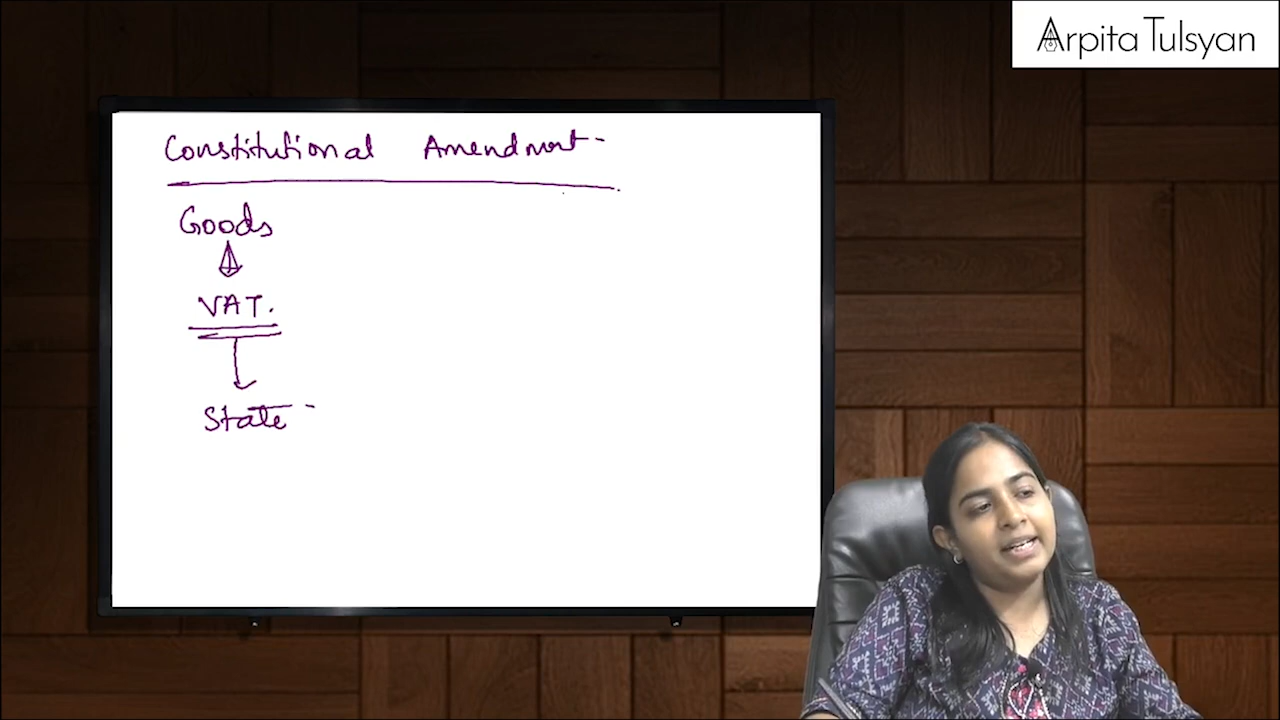 Arpita Tulsyan
Constitutional Amendment -
Goods
VAT.
State -